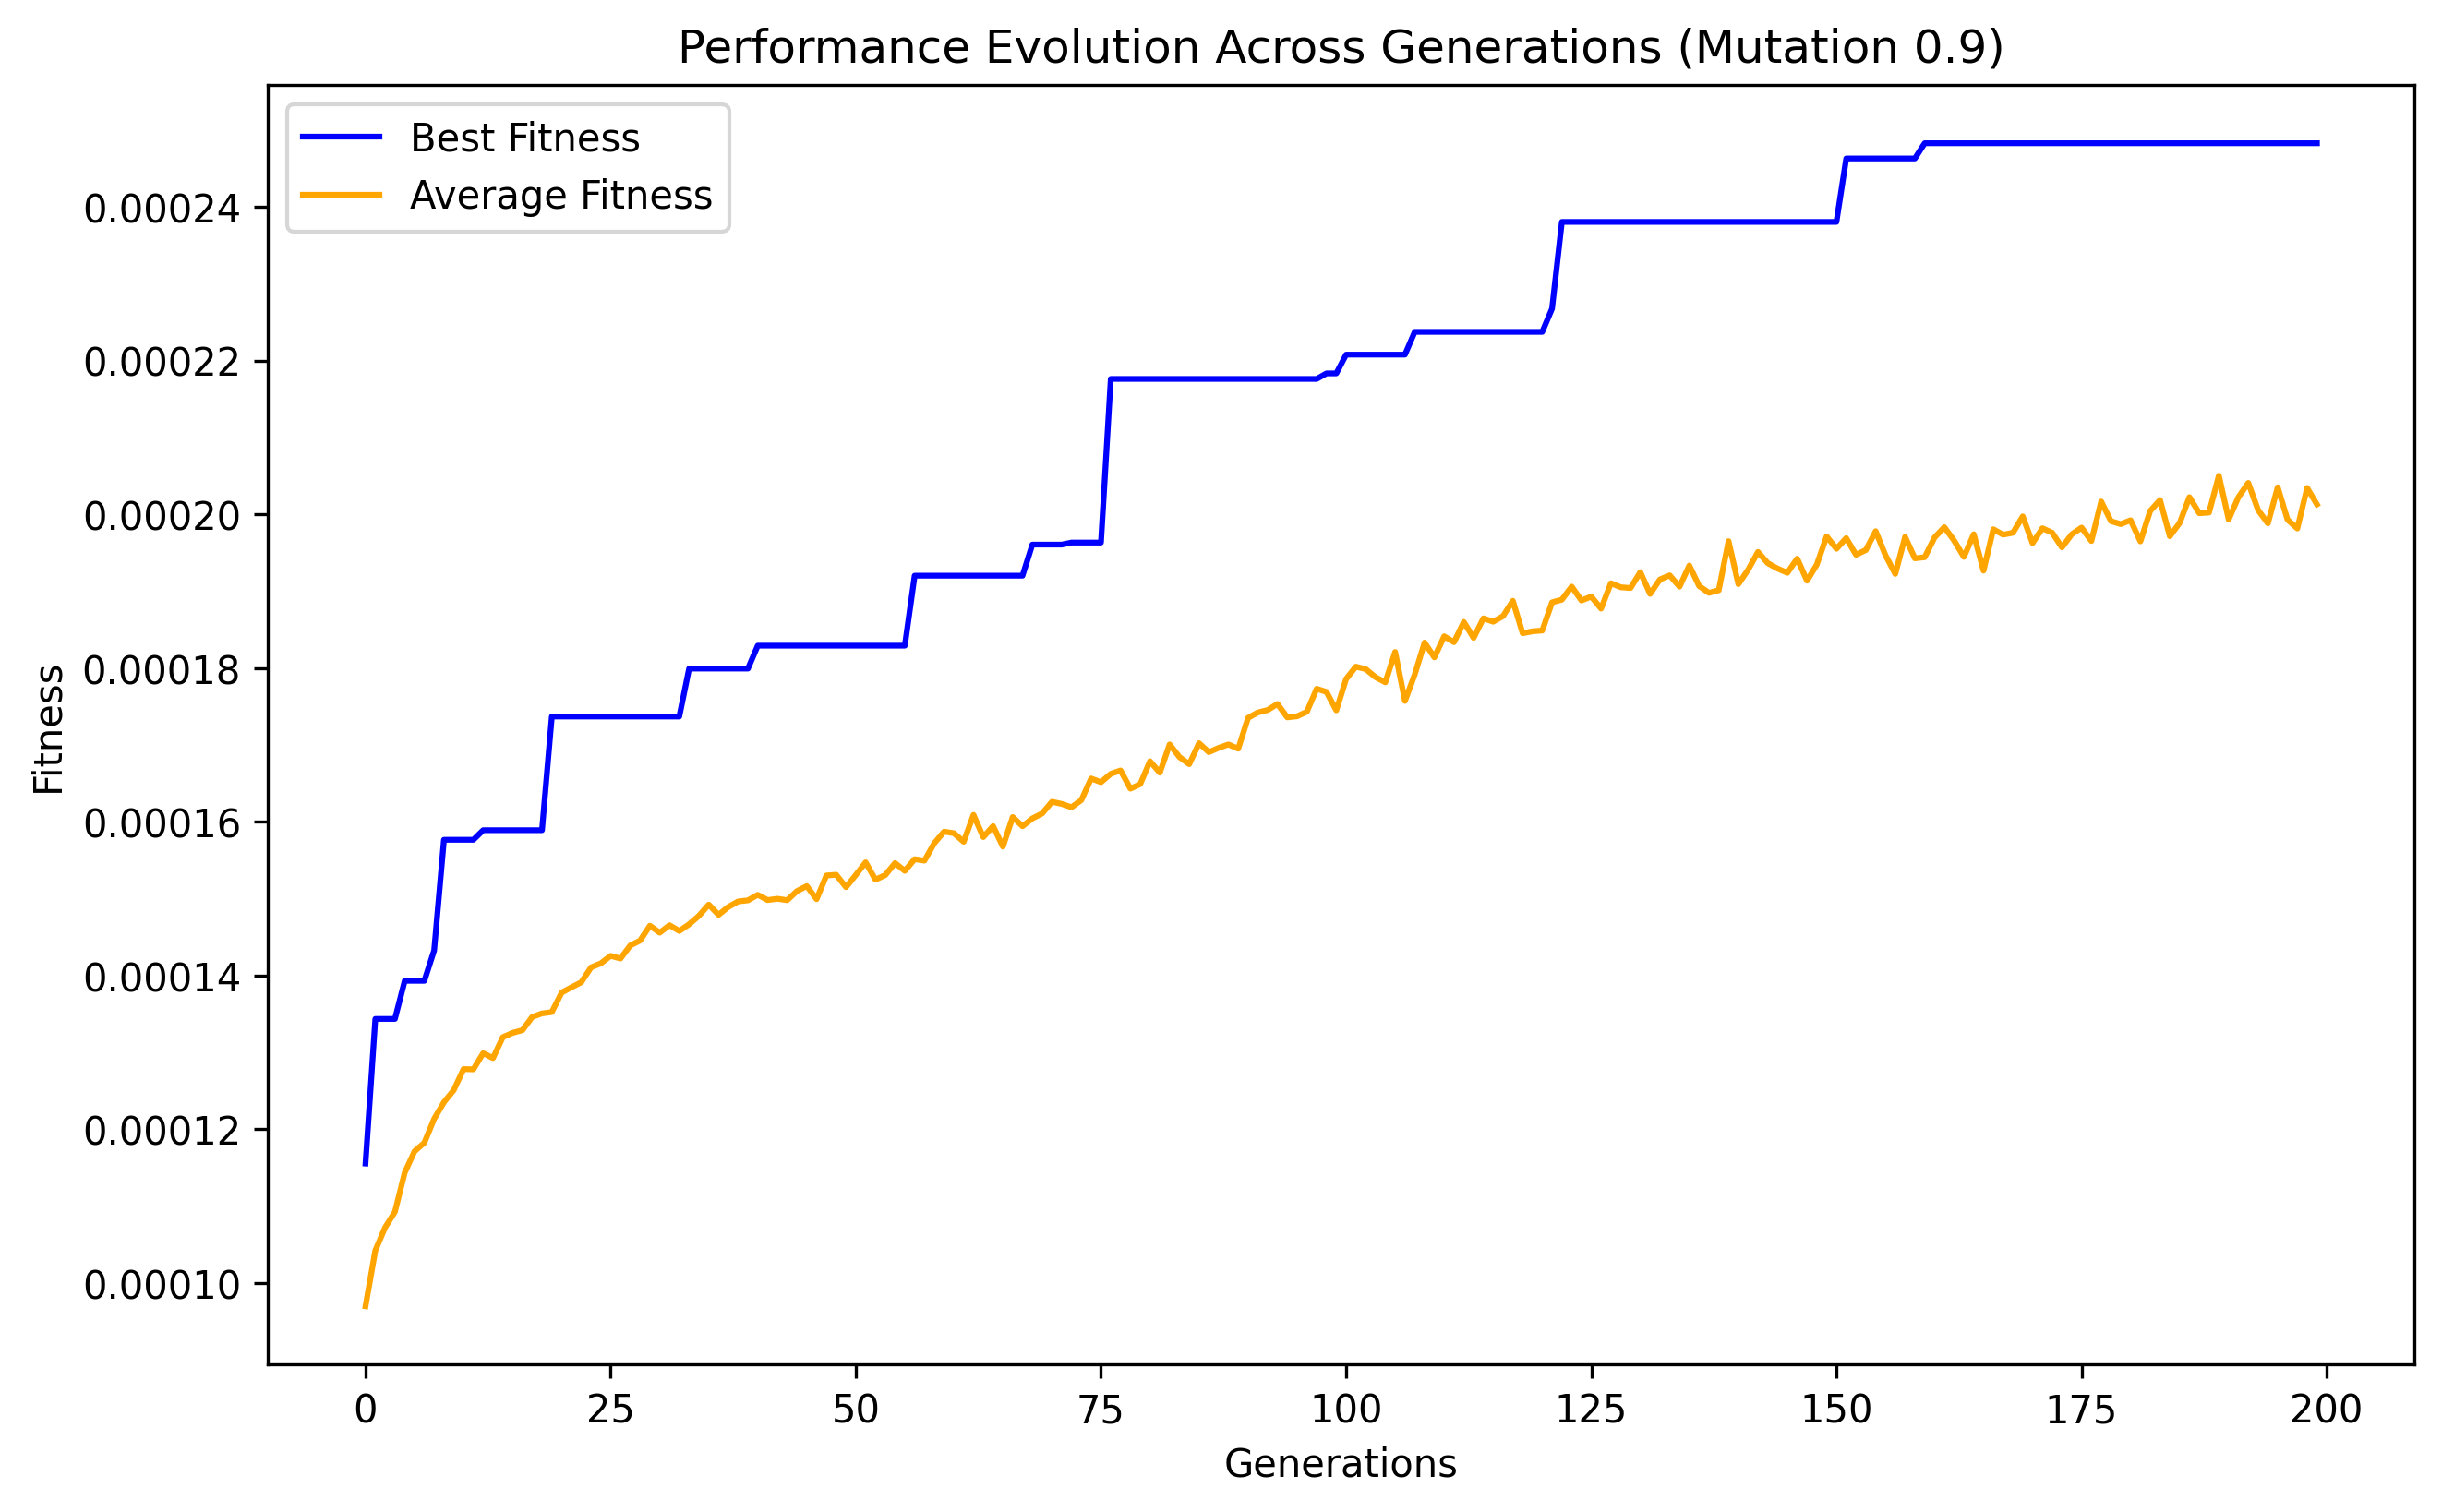 Performance Evolution Across Generations (Mutation 0.9)
Best Fitness
Average Fitness
0.00024
0.00022
0.00020
0.00018
0.00016
0.00014
0.00012
0.00010
Fitness
0 25 50 75 100 125 150 175 200
Generations